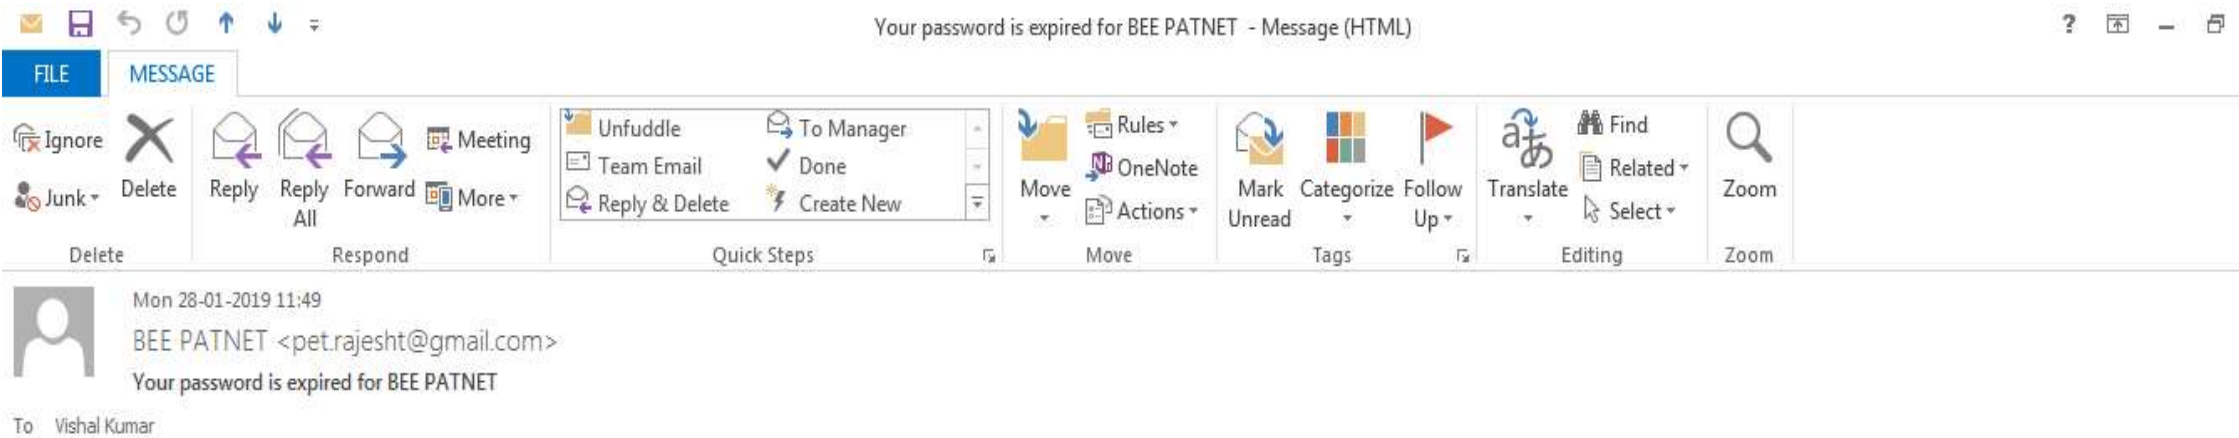 Your password is expired for BEE PATNET - Message (HTML)
?
FILE MESSAGE
Ignore
Junk
Delete
Reply
Reply All
Forward
Meeting
More
Unfuddle
Team Email
Reply & Delete
To Manager
Done
Create New
Move
Rules
OneNote
Actions
Mark Unread
Categorize
Follow Up
Translate
Find
Related
Select
Zoom
Delete Respond Quick Steps Move Tags Editing Zoom
Mon 28-01-2019 11:49
BEE PATNET <pet.rajesht@gmail.com>
Your password is expired for BEE PATNET
To Vishal Kumar